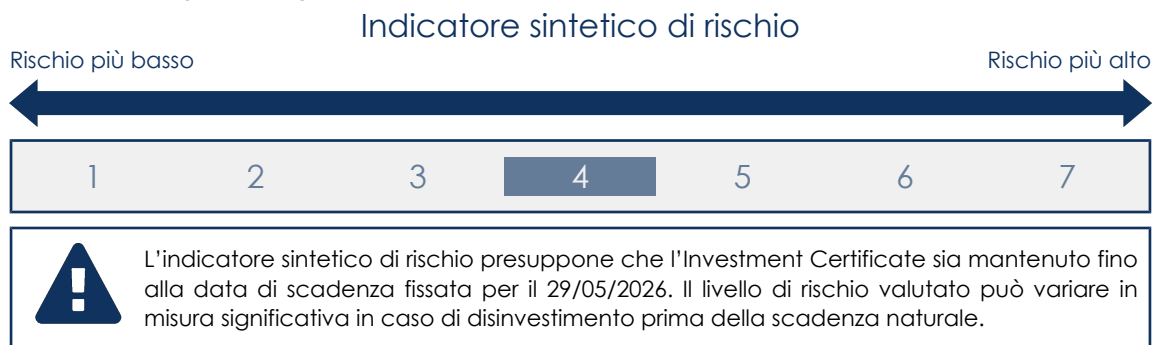 Indicatore sintetico di rischio
Rischio più basso
Rischio più alto
1 2 3 4 5 6 7
L'indicatore sintetico di rischio presuppone che l'Investment Certificate sia mantenuto fino
alla data di scadenza fissata per il 29/05/2026. Il livello di rischio valutato può variare in
misura significativa in caso di disinvestimento prima della scadenza naturale.